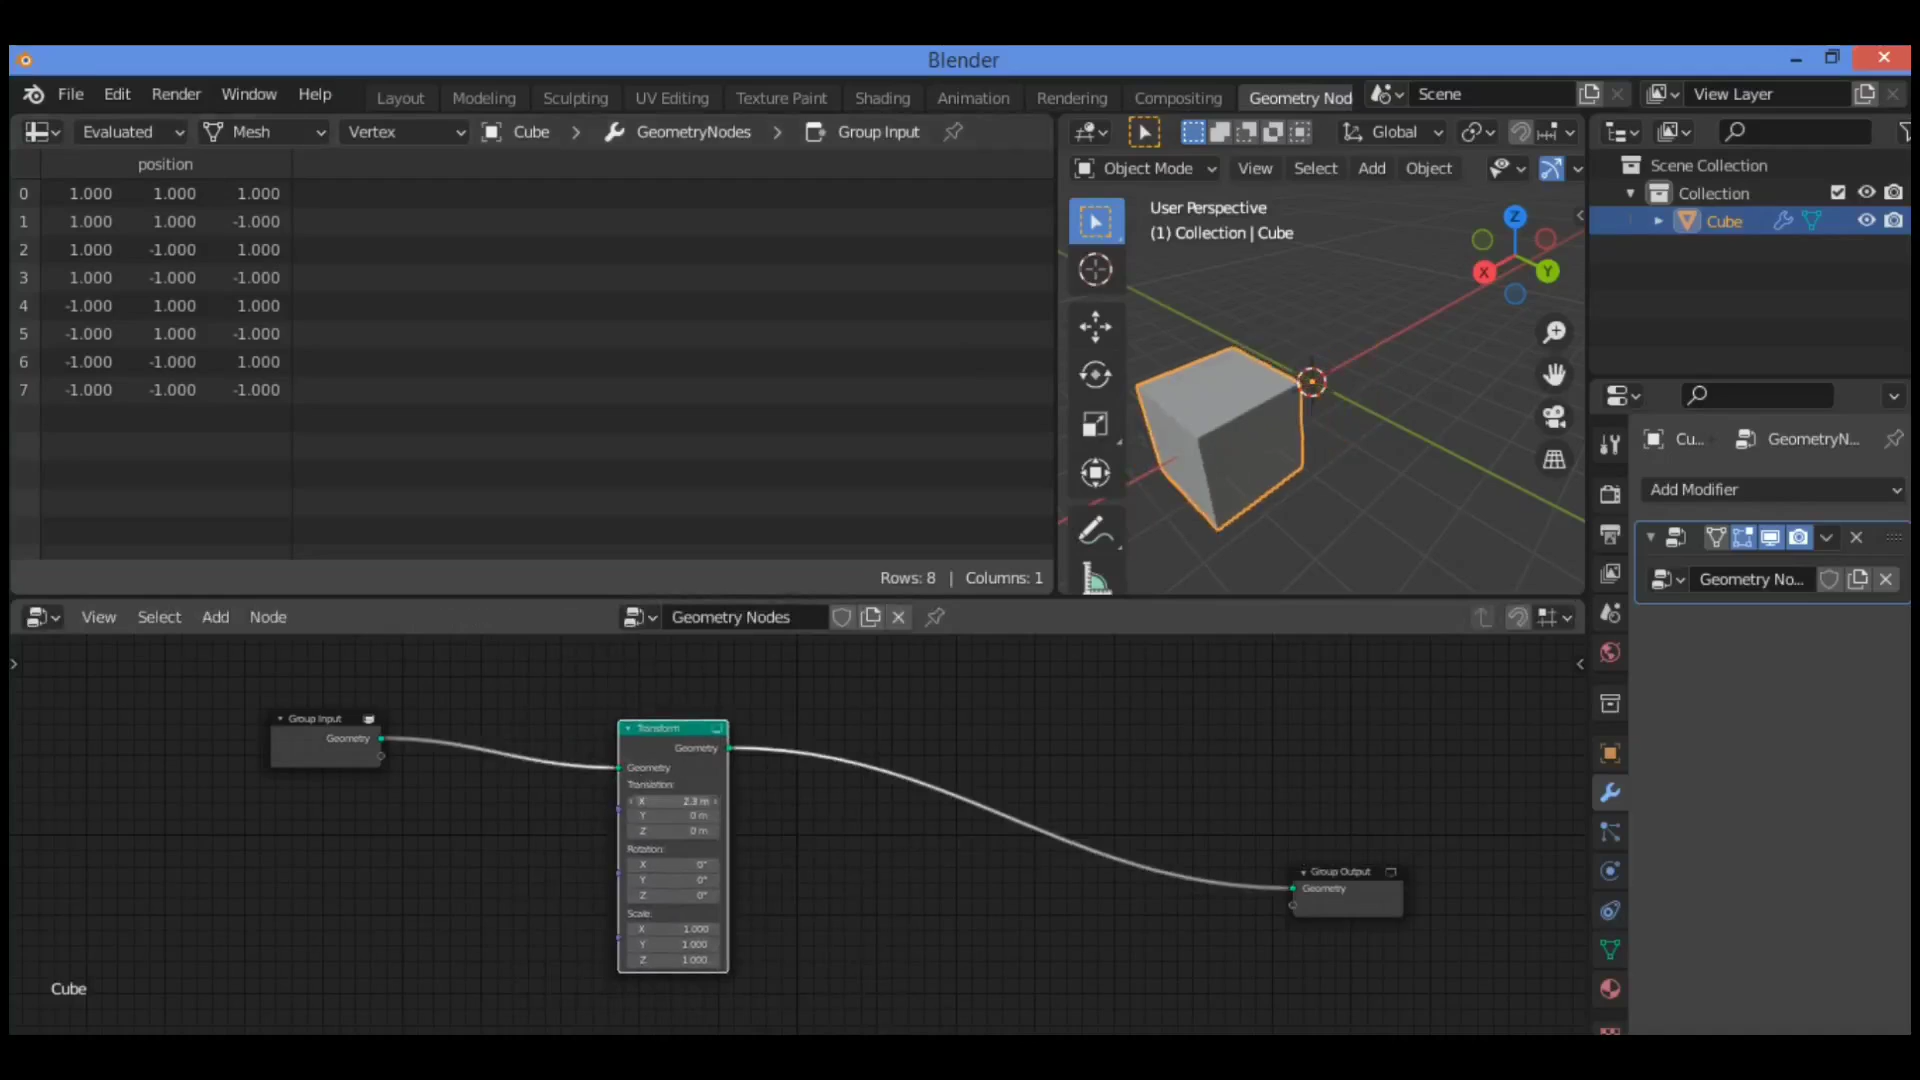 Blender
File Edit Render Window Help Layout Modeling Sculpting UV Editing Texture Paint Shading Animation Rendering Compositing Geometry Nod Scene View Layer
Evaluated Mesh Vertex Cube GeometryNodes Group Input
position
0 1.000 1.000 1.000
1 1.000 1.000 -1.000
2 1.000 -1.000 1.000
3 1.000 -1.000 -1.000
4 -1.000 1.000 1.000
5 -1.000 1.000 -1.000
6 -1.000 -1.000 1.000
7 -1.000 -1.000 -1.000
Rows: 8 | Columns: 1
Global
Object Mode View Select Add Object
User Perspective
(1) Collection | Cube
Z
X
Y
Scene Collection
Collection
Cube
Cu... GeometryN...
Add Modifier
Geometry No...
View Select Add Node Geometry Nodes
Group Input
Geometry
Transform
Geometry
Geometry
Translation:
X 2.3 m
Y 0 m
Z 0 m
Rotation:
X 0°
Y 0°
Z 0°
Scale:
X 1.000
Y 1.000
Z 1.000
Group Output
Geometry
Cube